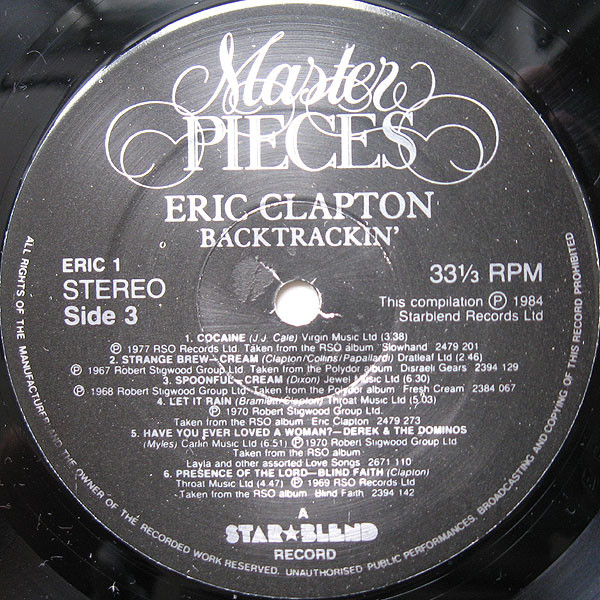 Master
PIECES
ERIC CLAPTON
BACKTRACKIN'
ERIC 1
STEREO
Side 3
33⅓ RPM
This compilation ℗ 1984
Starblend Records Ltd
1. COCAINE (J.J. Cale) Virgin Music Ltd (3.38)
℗ 1977 RSO Records Ltd. Taken from the RSO album Slowhand 2479 201
2. STRANGE BREW—CREAM (Clapton/Collins/Papallardi) Dratleaf Ltd (2 46)
℗ 1967 Robert Stigwood Group Ltd. Taken from the Polydor album Disraeli Gears 2394 129
3. SPOONFUL—CREAM (Dixon) Jewel Music Ltd (6.30)
℗ 1968 Robert Stigwood Group Ltd. Taken from the Polydor album Fresh Cream 2384 067
4. LET IT RAIN (Bramlett/Clapton) Throat Music Ltd (5.03)
℗ 1970 Robert Stigwood Group Ltd.
Taken from the RSO album Eric Clapton 2479 273
5. HAVE YOU EVER LOVED A WOMAN?—DEREK & THE DOMINOS
(Myles) Carlin Music Ltd (6.51) ℗ 1970 Robert Stigwood Group Ltd
Taken from the RSO album
Layla and other assorted Love Songs 2671 110
6. PRESENCE OF THE LORD—BLIND FAITH (Clapton)
Throat Music Ltd (4.47) ℗ 1969 RSO Records Ltd
Taken from the RSO album Blind Faith 2394 142
A
STAR★BLEND
RECORD
ALL RIGHTS OF THE MANUFACTURER AND OF THE OWNER OF THE RECORDED WORK RESERVED. UNAUTHORISED PUBLIC PERFORMANCES, BROADCASTING AND COPYING OF THIS RECORD PROHIBITED